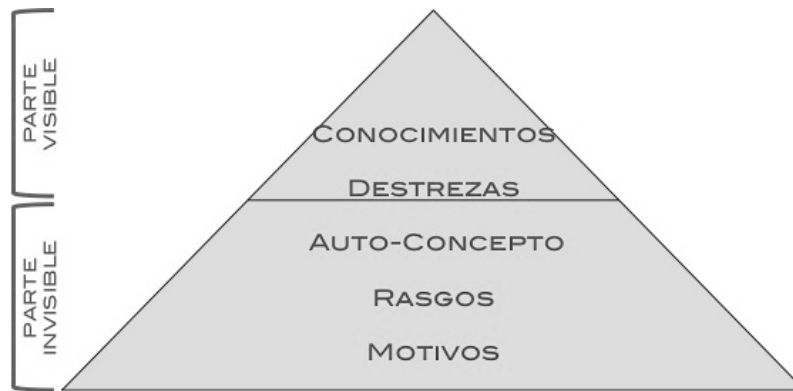 PARTE
VISIBLE
CONOCIMIENTOS
DESTREZAS
PARTE
INVISIBLE
AUTO-CONCEPTO
RASGOS
MOTIVOS